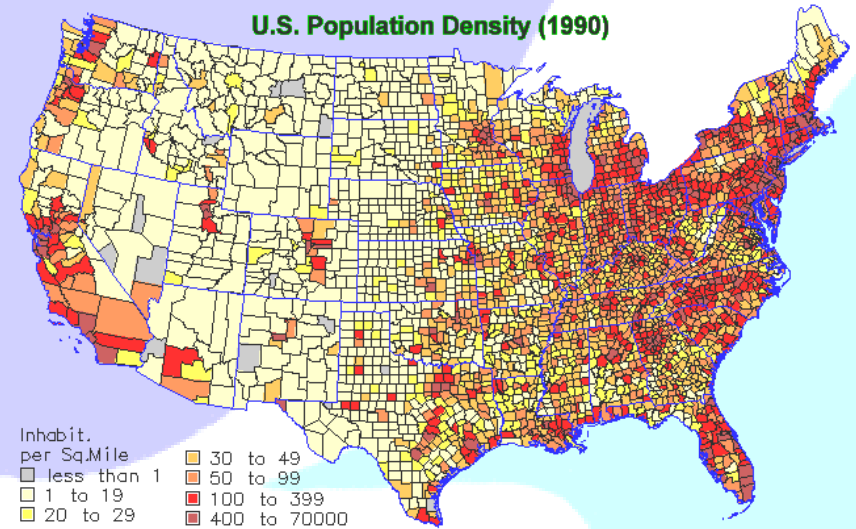 U.S. Population Density (1990)
Inhabit.
per Sq.Mile
less than 1
1 to 19
20 to 29
30 to 49
50 to 99
100 to 399
400 to 70000